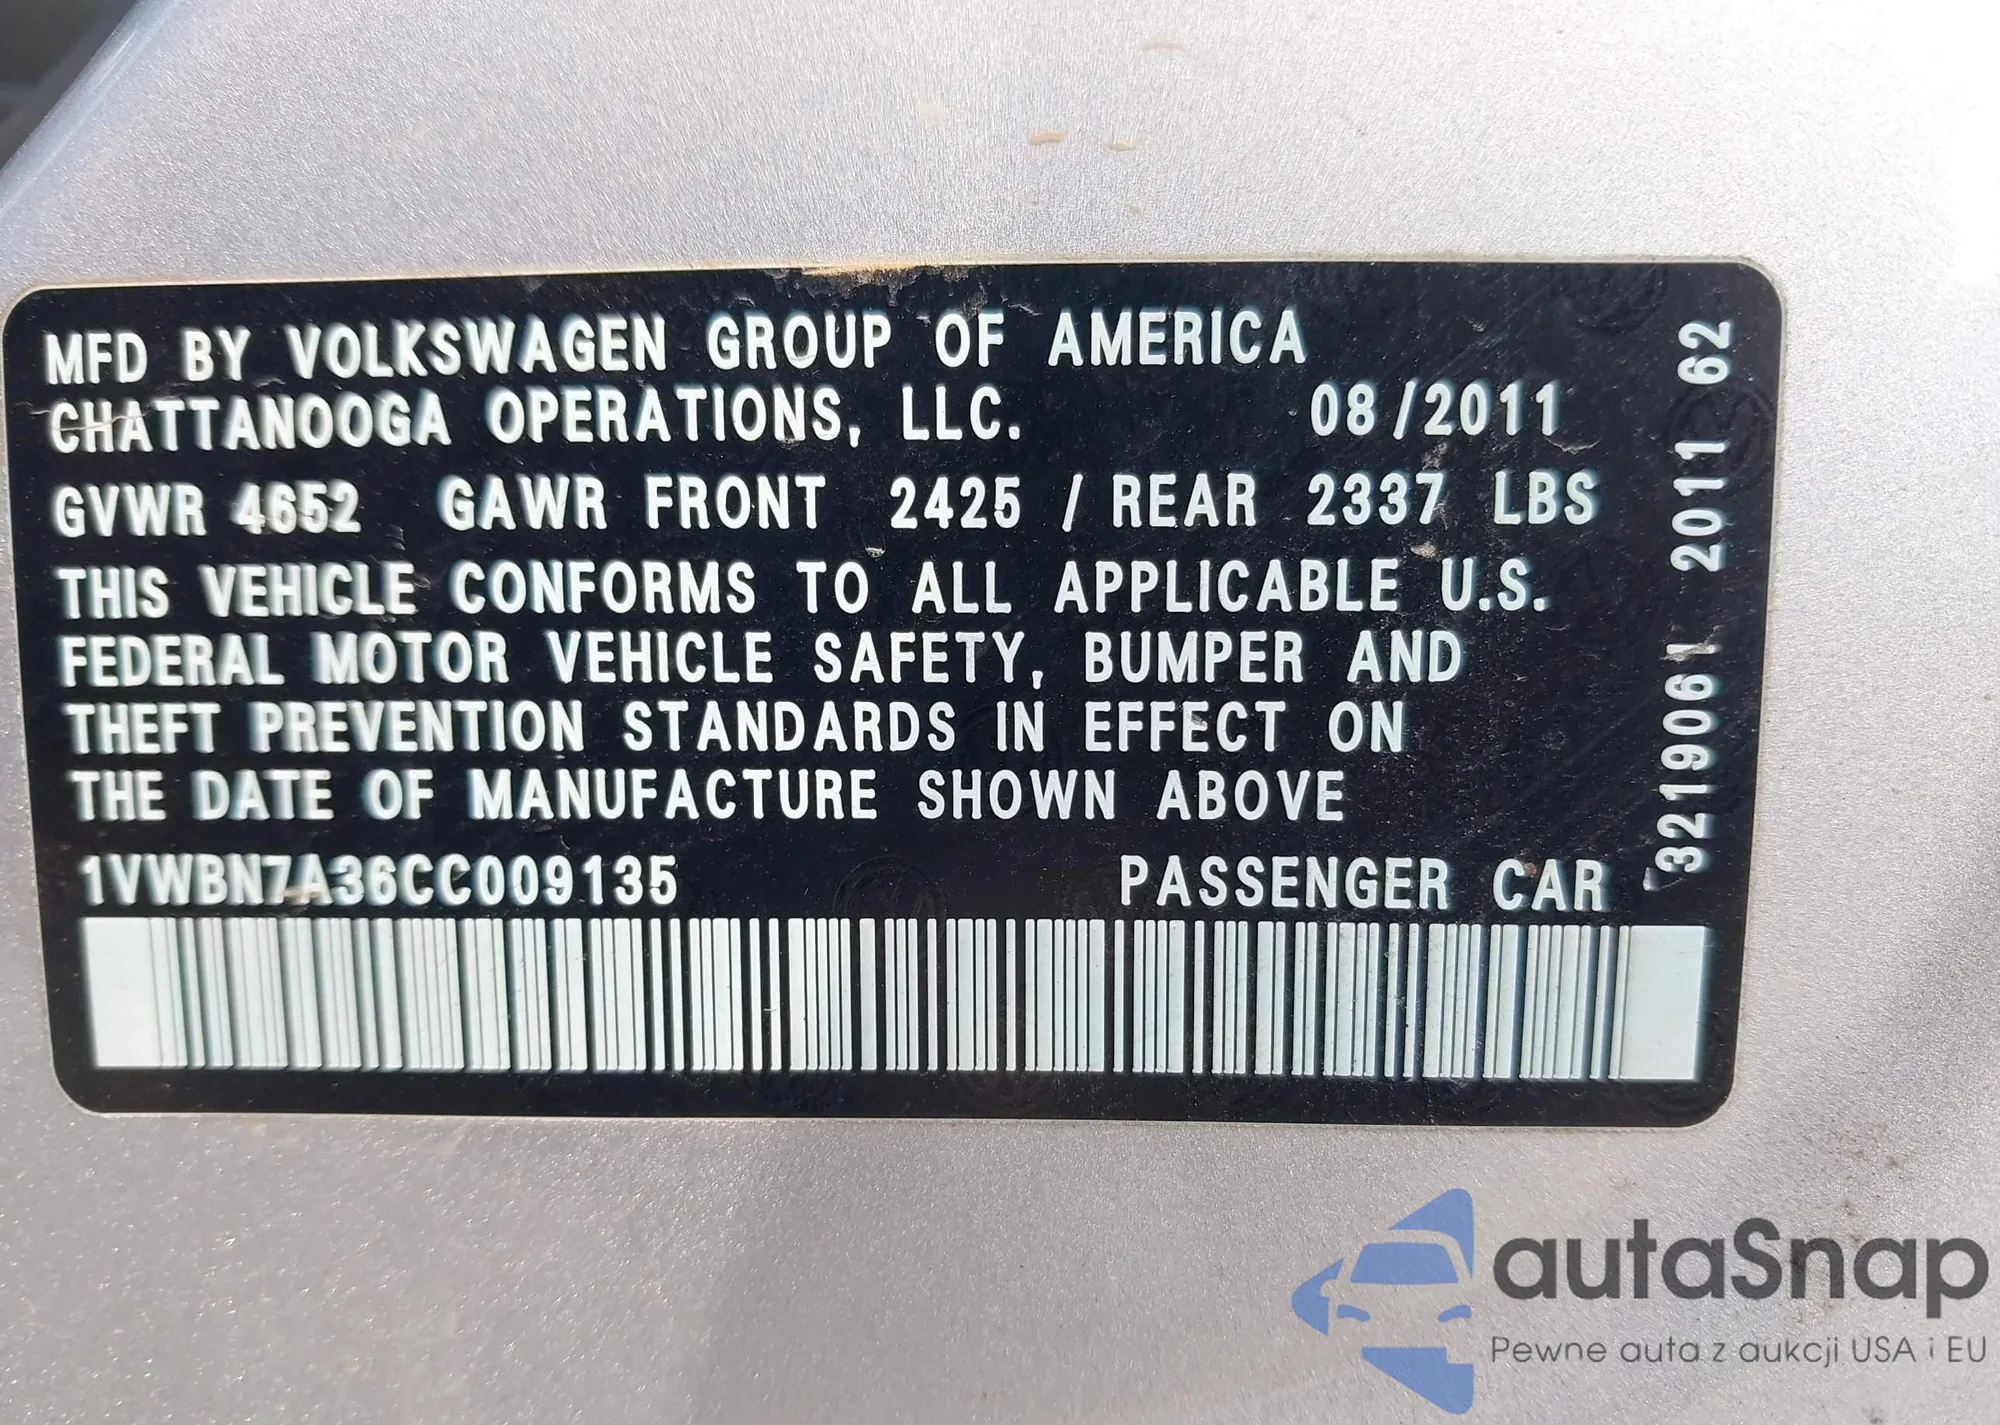 MFD BY VOLKSWAGEN GROUP OF AMERICA
CHATTANOOGA OPERATIONS, LLC. 08/2011
GVWR 4652 GAWR FRONT 2425 / REAR 2337 LBS
THIS VEHICLE CONFORMS TO ALL APPLICABLE U.S.
FEDERAL MOTOR VEHICLE SAFETY, BUMPER AND
THEFT PREVENTION STANDARDS IN EFFECT ON
THE DATE OF MANUFACTURE SHOWN ABOVE
1VWBN7A36CC009135 PASSENGER CAR
3219061 2011 62
autaSnap
Pewne auta z aukcji USA i EU